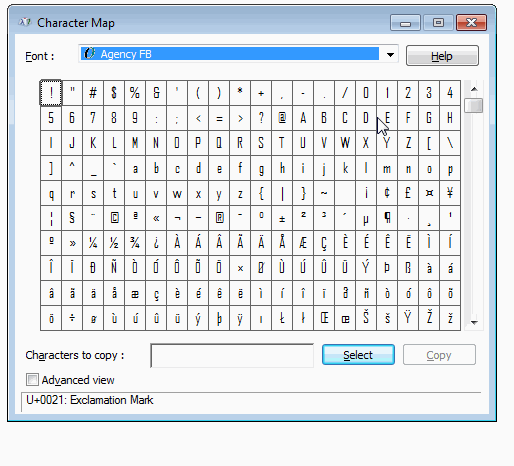 Character Map
Font :
Agency FB
Help
! " # $ % & ' ( ) * + , - . / 0 1 2 3 4
5 6 7 8 9 : ; < = > ? @ A B C D E F G H
I J K L M N O P Q R S T U V W X Y Z [ \
] ^ _ ` a b c d e f g h i j k l m n o p
q r s t u v w x y z { | } ~ ¡ ¢ £ ¤ ¥
¦ § ¨ © ª « ¬ - ® ¯ ° ± ² ³ ´ µ ¶ · ¸ ¹
º » ¼ ½ ¾ ¿ À Á Â Ã Ä Å Æ Ç È É Ê Ë Ì Í
Î Ï Ð Ñ Ò Ó Ô Õ Ö × Ø Ù Ú Û Ü Ý Þ ß à á
â ã ä å æ ç è é ê ë ì í î ï ð ñ ò ó ô õ
ö ÷ ø ù ú û ü ý þ ÿ ı Ł ł Œ œ Š š Ÿ Ž ž
Characters to copy :
Select
Copy
Advanced view
U+0021: Exclamation Mark